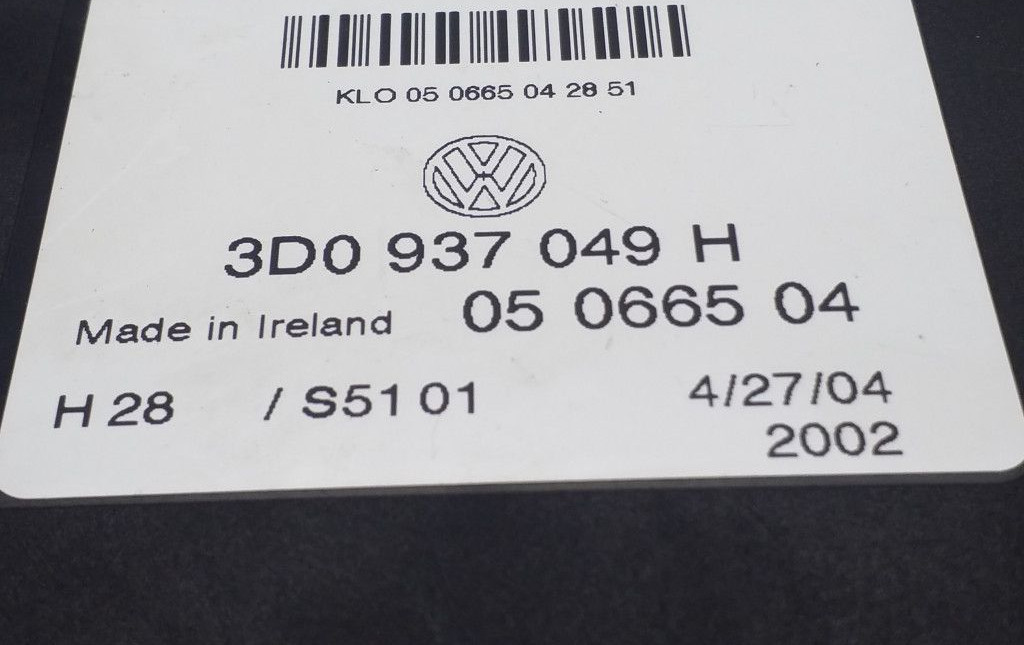 KLO 05 0665 04 28 51
3D0 937 049 H
Made in Ireland 05 0665 04
H 28 / S51 01 4/27/04
2002